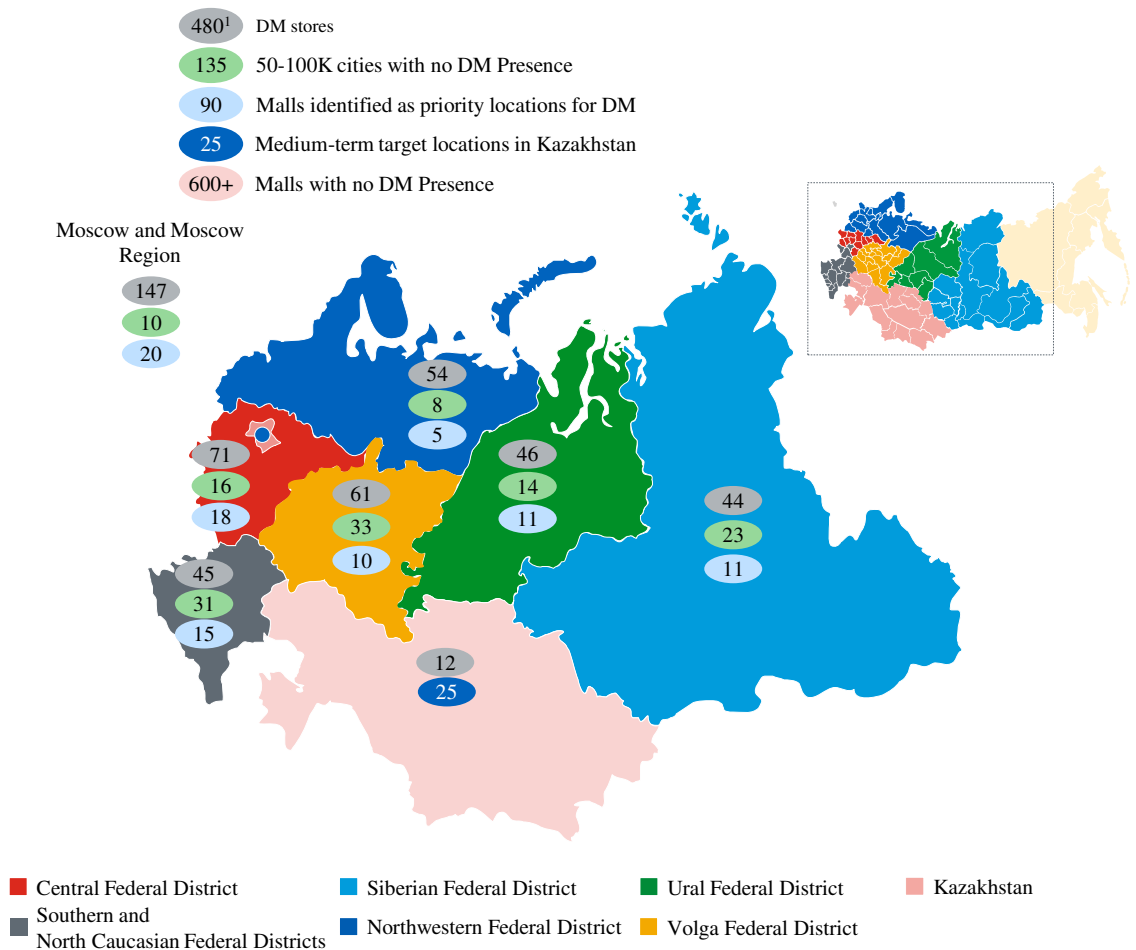 480¹ DM stores
135 50-100K cities with no DM Presence
90 Malls identified as priority locations for DM
25 Medium-term target locations in Kazakhstan
600+ Malls with no DM Presence
Moscow and Moscow
Region
147
10
20
54
8
5
71
16
18
46
14
11
61
33
10
44
23
11
45
31
15
12
25
Central Federal District
Siberian Federal District
Ural Federal District
Kazakhstan
Southern and
North Caucasian Federal Districts
Northwestern Federal District
Volga Federal District